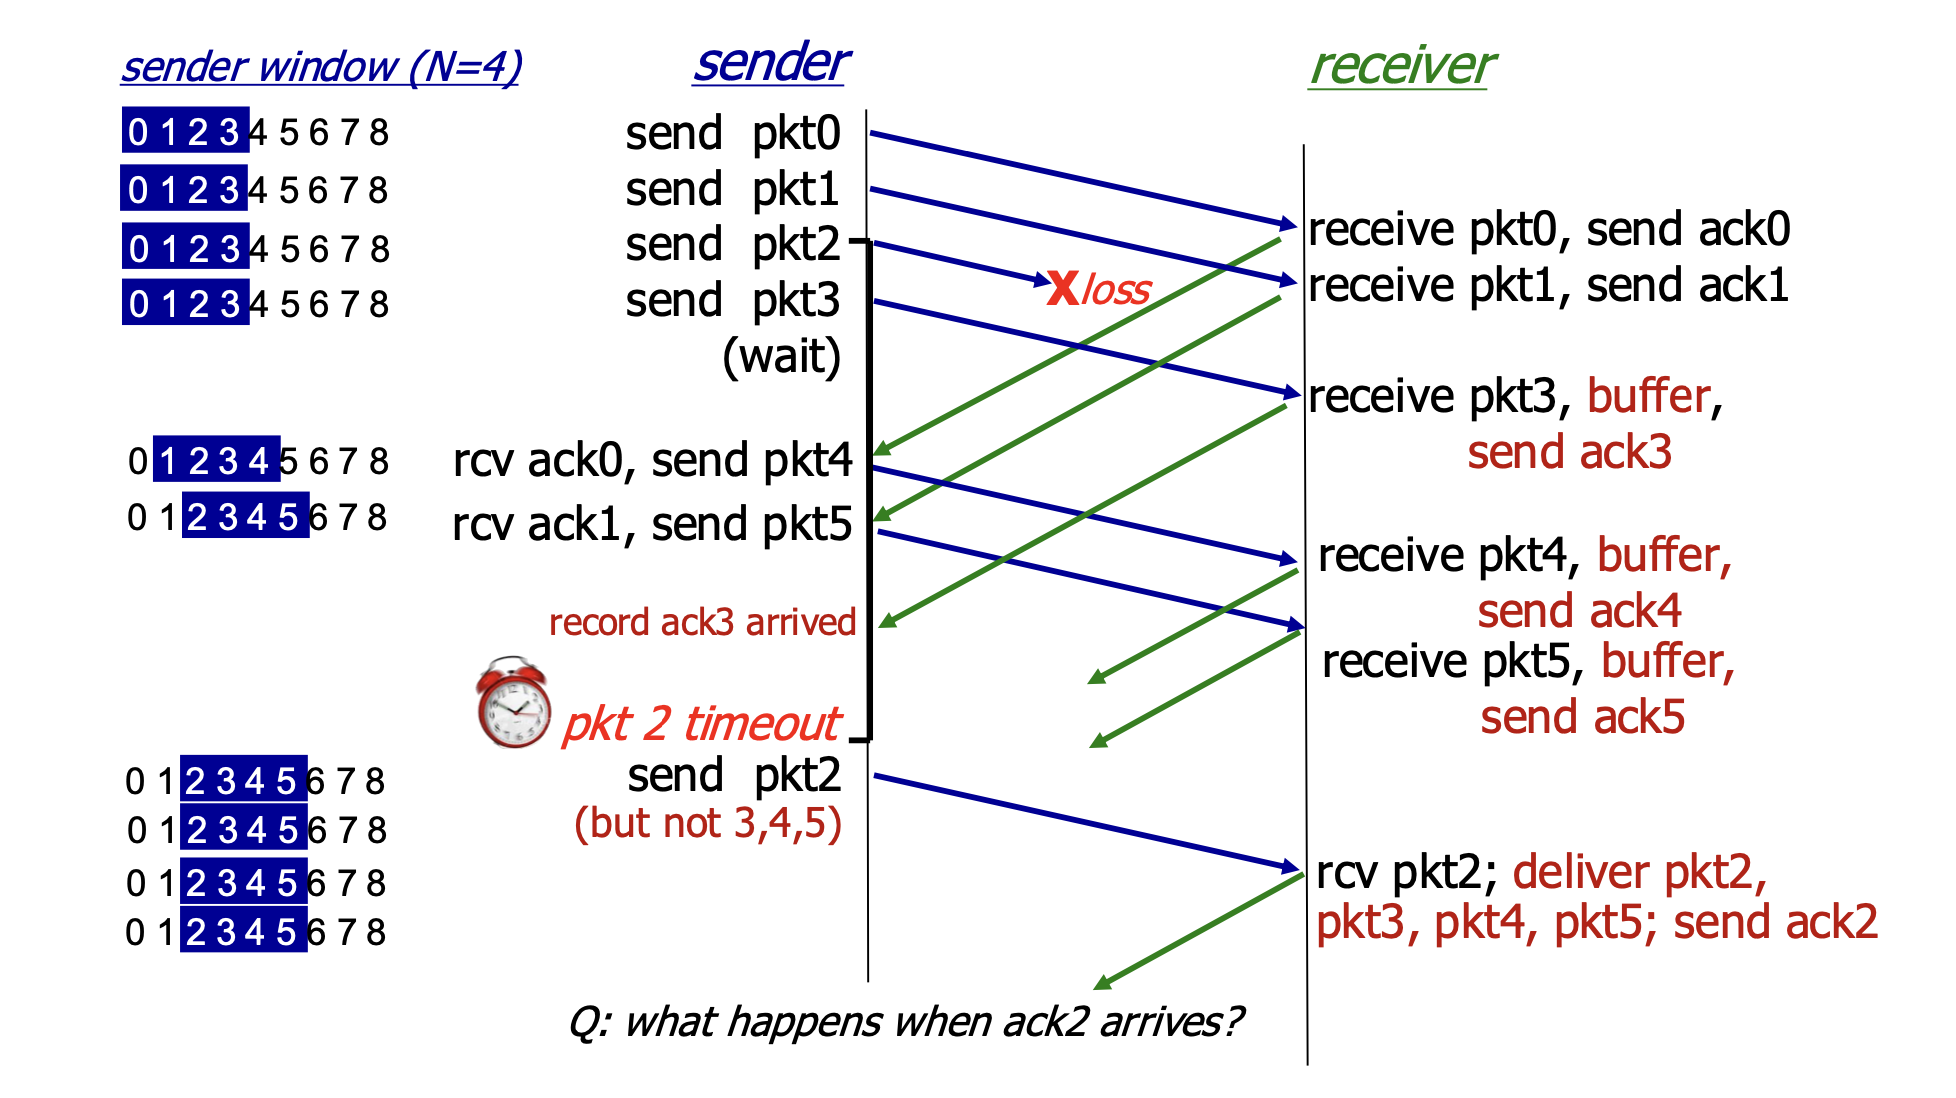 sender window (N=4)
sender
receiver
0 1 2 3 4 5 6 7 8
send pkt0
0 1 2 3 4 5 6 7 8
send pkt1
receive pkt0, send ack0
0 1 2 3 4 5 6 7 8
send pkt2
X loss
receive pkt1, send ack1
0 1 2 3 4 5 6 7 8
send pkt3
(wait)
receive pkt3, buffer,
send ack3
0 1 2 3 4 5 6 7 8
rcv ack0, send pkt4
0 1 2 3 4 5 6 7 8
rcv ack1, send pkt5
receive pkt4, buffer,
send ack4
record ack3 arrived
receive pkt5, buffer,
send ack5
pkt 2 timeout
0 1 2 3 4 5 6 7 8
send pkt2
0 1 2 3 4 5 6 7 8
(but not 3,4,5)
0 1 2 3 4 5 6 7 8
rcv pkt2; deliver pkt2,
0 1 2 3 4 5 6 7 8
pkt3, pkt4, pkt5; send ack2
Q: what happens when ack2 arrives?